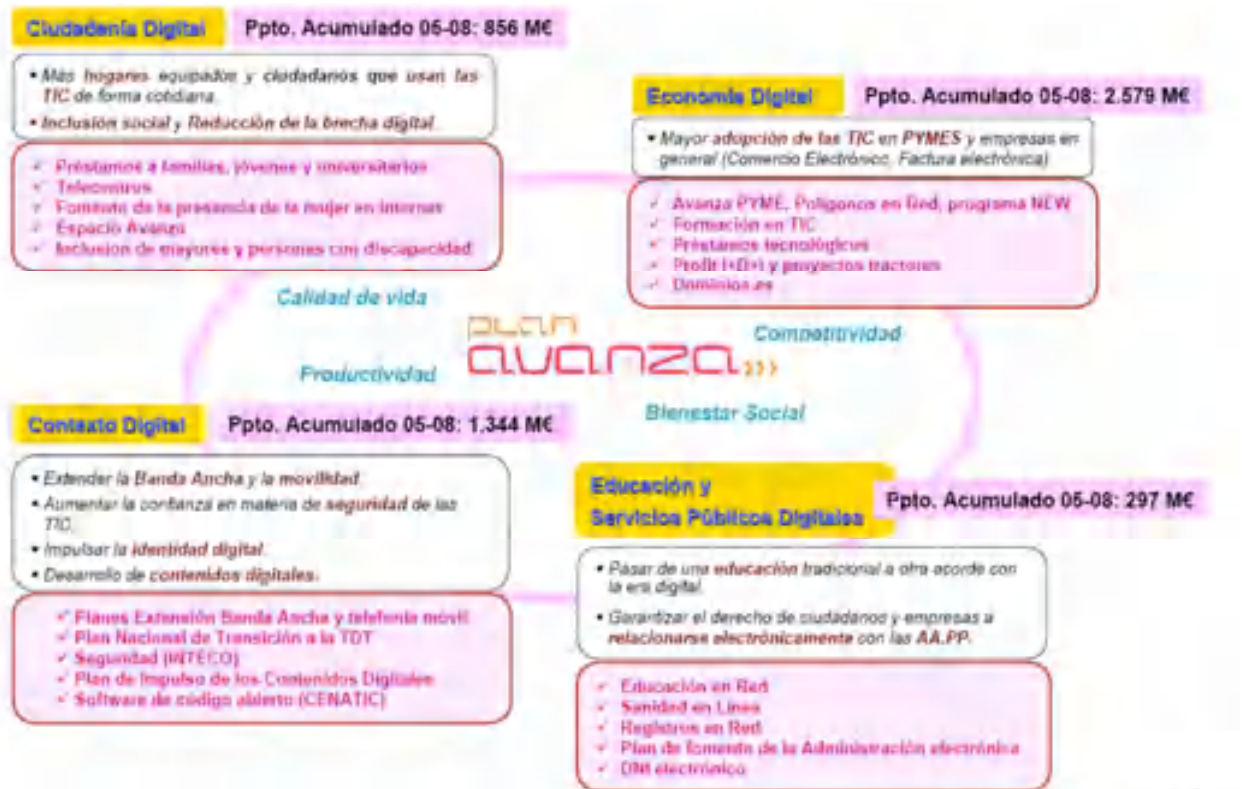 Ciudadenía Digital
Ppto. Acumulado 05-08: 856 M€
• Más hogares equipados y ciudadanos que usan las
TIC de forma cotidiana.
• Inclusión social y Reducción de la brecha digital.
✓ Préstamos a familias, jóvenes y universitarios
✓ Telecentros
✓ Fomento de la presencia de la mujer en internet
✓ Espacio Avanza
✓ Inclusión de mayores y personas con discapacidad
Economía Digital
Ppto. Acumulado 05-08: 2.579 M€
• Mayor adopción de las TIC en PYMES y empresas en
general (Comercio Electrónico, Factura electrónica)
✓ Avanza PYME, Polígonos en Red, programa NEW
✓ Formación en TIC
✓ Préstamos tecnológicos
✓ Profit I+D+i y proyectos tractores
✓ Dominios.es
Calidad de vida
Competitividad
PLAN
avanza >>>
Productividad
Bienestar Social
Contexto Digital
Ppto. Acumulado 05-08: 1.344 M€
• Extender la Banda Ancha y la movilidad.
• Aumentar la confianza en materia de seguridad de las
TIC.
• Impulsar la identidad digital.
• Desarrollo de contenidos digitales.
✓ Planes Extensión Banda Ancha y telefonía móvil
✓ Plan Nacional de Transición a la TDT
✓ Seguridad (INTECO)
✓ Plan de Impulso de los Contenidos Digitales
✓ Software de código abierto (CENATIC)
Educación y
Servicios Públicos Digitales
Ppto. Acumulado 05-08: 297 M€
• Pasar de una educación tradicional a otra acorde con
la era digital.
• Garantizar el derecho de ciudadanos y empresas a
relacionarse electrónicamente con las AA.PP.
✓ Educación en Red
✓ Sanidad en Línea
✓ Registros en Red
✓ Plan de fomento de la Administración electrónica
✓ DNI electrónico